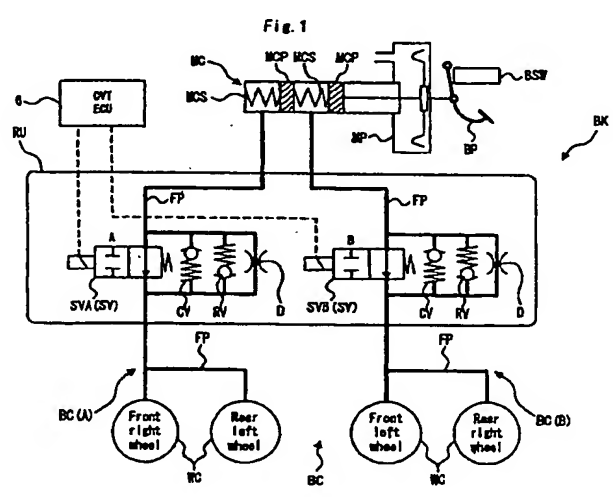 Fig. 1
MC
MCP
MCS
MCP
MCS
BSW
6
CVT
ECU
MP
BP
BK
RU
FP
FP
A
B
SVA(SV)
CV
RV
D
SVB(SV)
CV
RV
D
FP
FP
BC(A)
BC(B)
Front
right
wheel
Rear
left
wheel
Front
left
wheel
Rear
right
wheel
WC
BC
WC